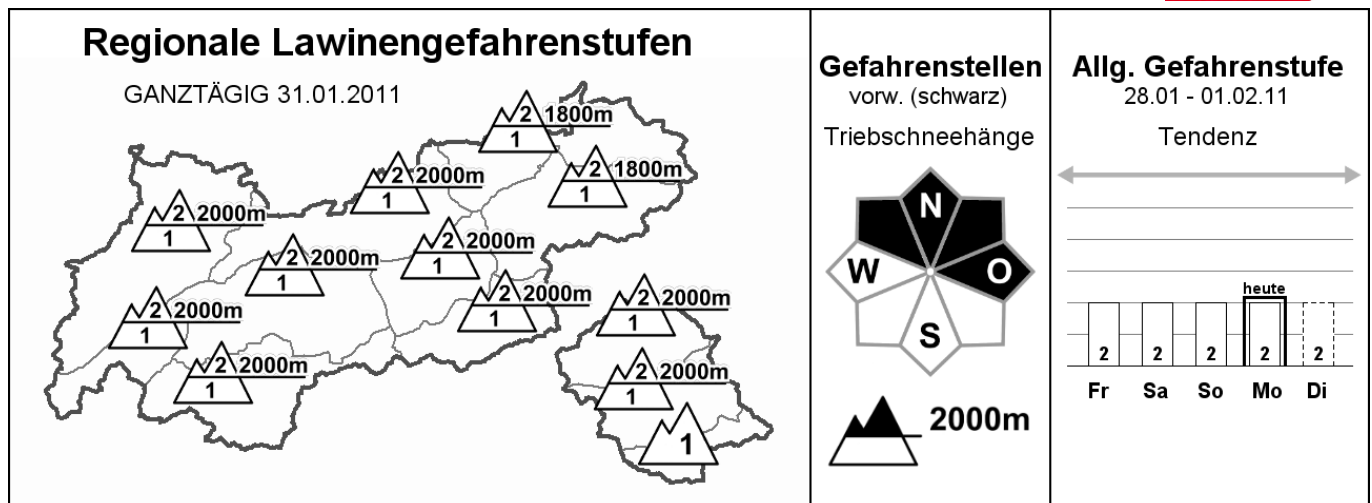 Regionale Lawinengefahrenstufen
GANZTÄGIG 31.01.2011
2 1800m
1
2 2000m
1
2 1800m
1
2 2000m
1
2 2000m
1
2 2000m
1
2 2000m
1
2 2000m
1
2 2000m
1
2 2000m
1
2 2000m
1
1
Gefahrenstellen
vorw. (schwarz)
Triebschneehänge
N
W O
S
2000m
Allg. Gefahrenstufe
28.01 - 01.02.11
Tendenz
heute
2 2 2 2 2
Fr Sa So Mo Di